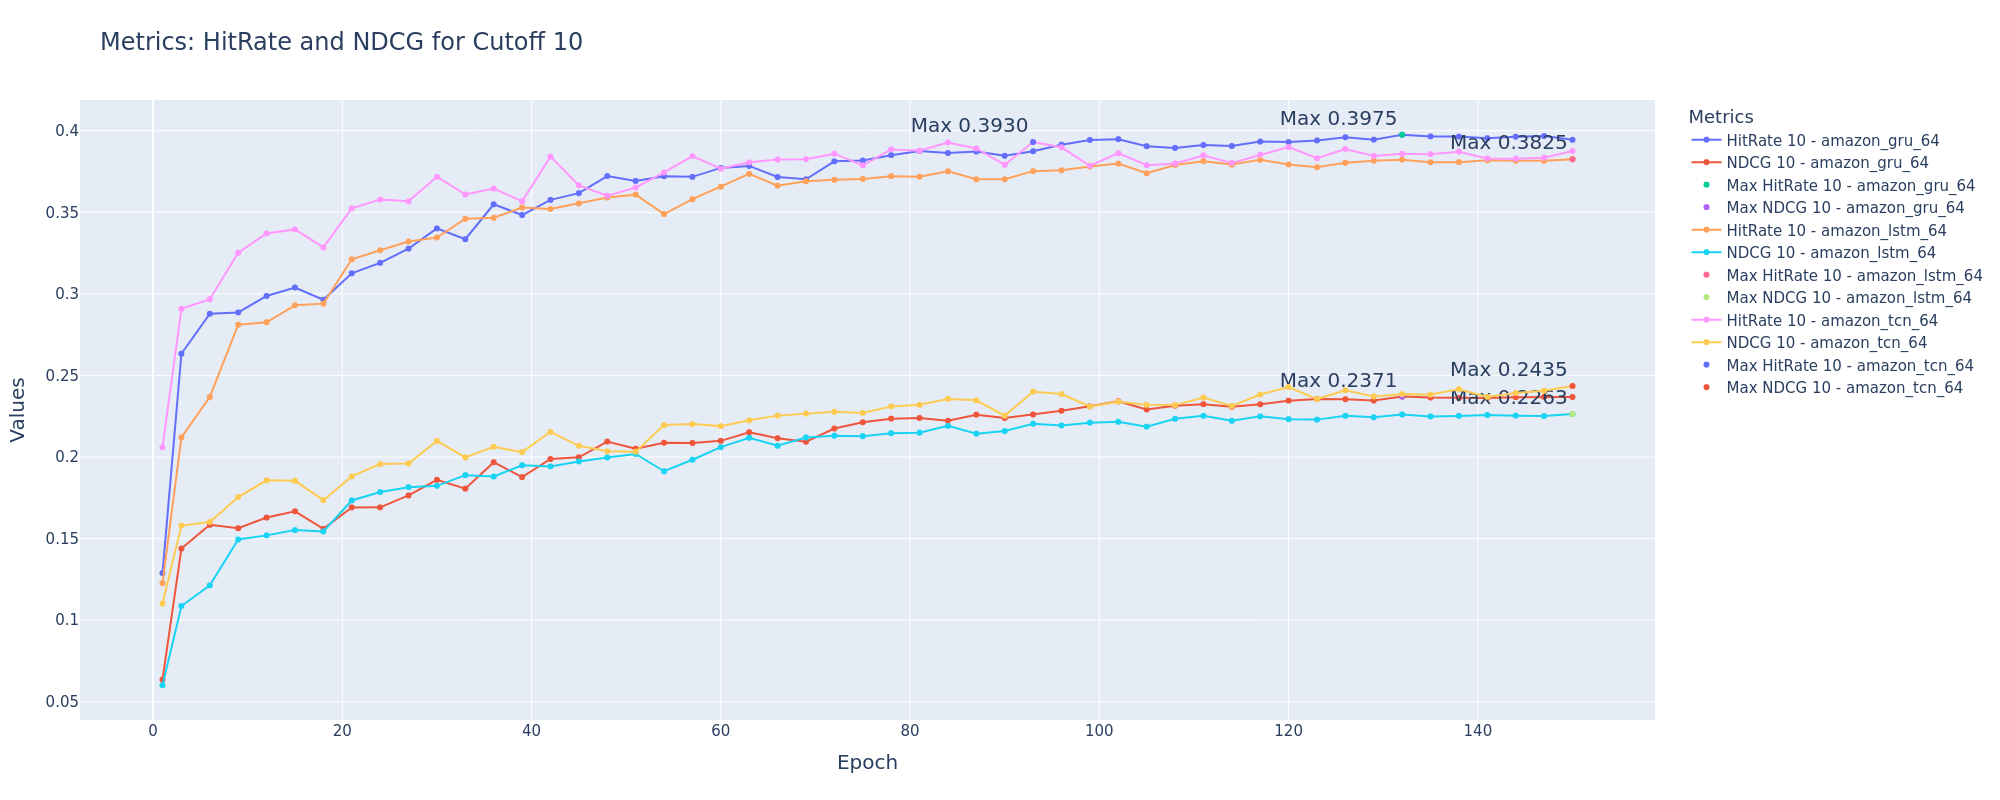 Metrics: HitRate and NDCG for Cutoff 10
Max 0.3930
Max 0.3975
Max 0.3825
Max 0.2435
Max 0.2371
Max 0.2263
0.4
0.35
0.3
0.25
0.2
0.15
0.1
0.05
Values
0 20 40 60 80 100 120 140
Epoch
Metrics
HitRate 10 - amazon_gru_64
NDCG 10 - amazon_gru_64
Max HitRate 10 - amazon_gru_64
Max NDCG 10 - amazon_gru_64
HitRate 10 - amazon_lstm_64
NDCG 10 - amazon_lstm_64
Max HitRate 10 - amazon_lstm_64
Max NDCG 10 - amazon_lstm_64
HitRate 10 - amazon_tcn_64
NDCG 10 - amazon_tcn_64
Max HitRate 10 - amazon_tcn_64
Max NDCG 10 - amazon_tcn_64